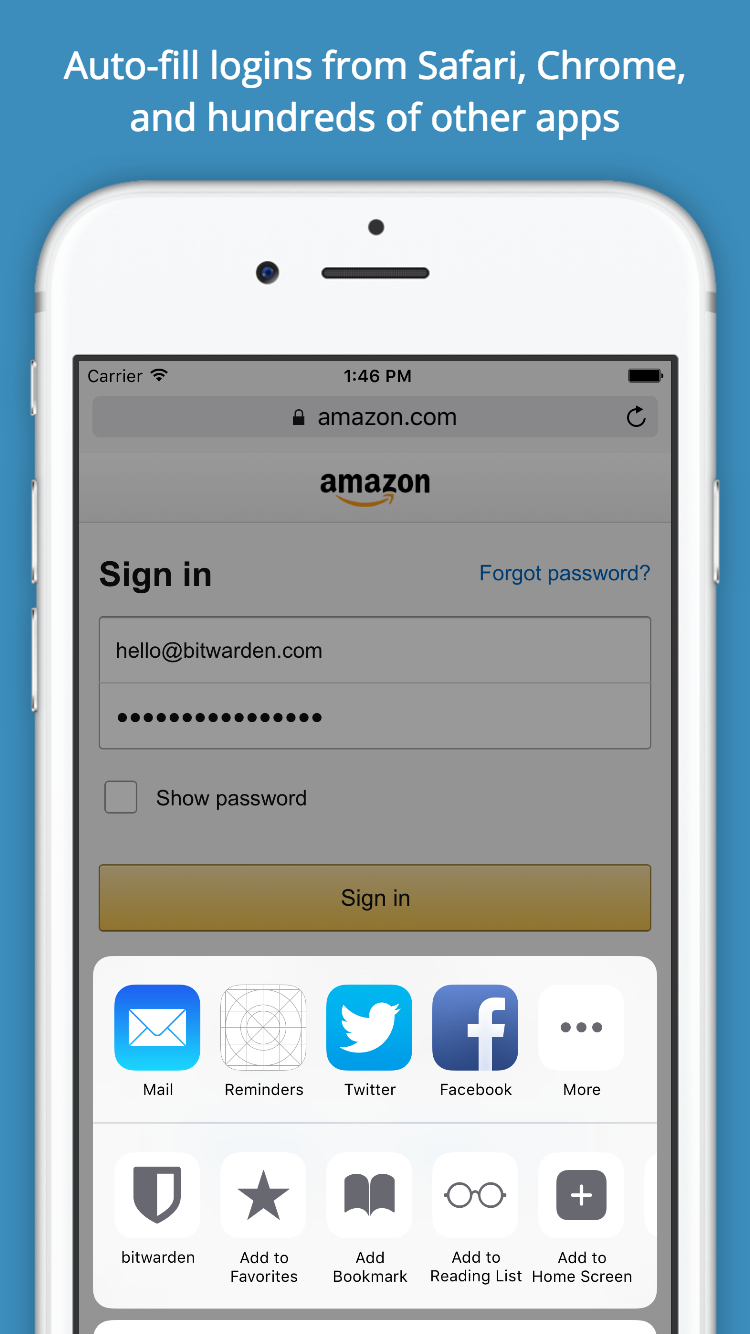 Auto-fill logins from Safari, Chrome,
and hundreds of other apps
Carrier 1:46 PM
amazon.com
amazon
Sign in Forgot password?
hello@bitwarden.com
••••••••••••••••
Show password
Sign in
Mail Reminders Twitter Facebook More
bitwarden Add to Add Add to Add to
Favorites Bookmark Reading List Home Screen